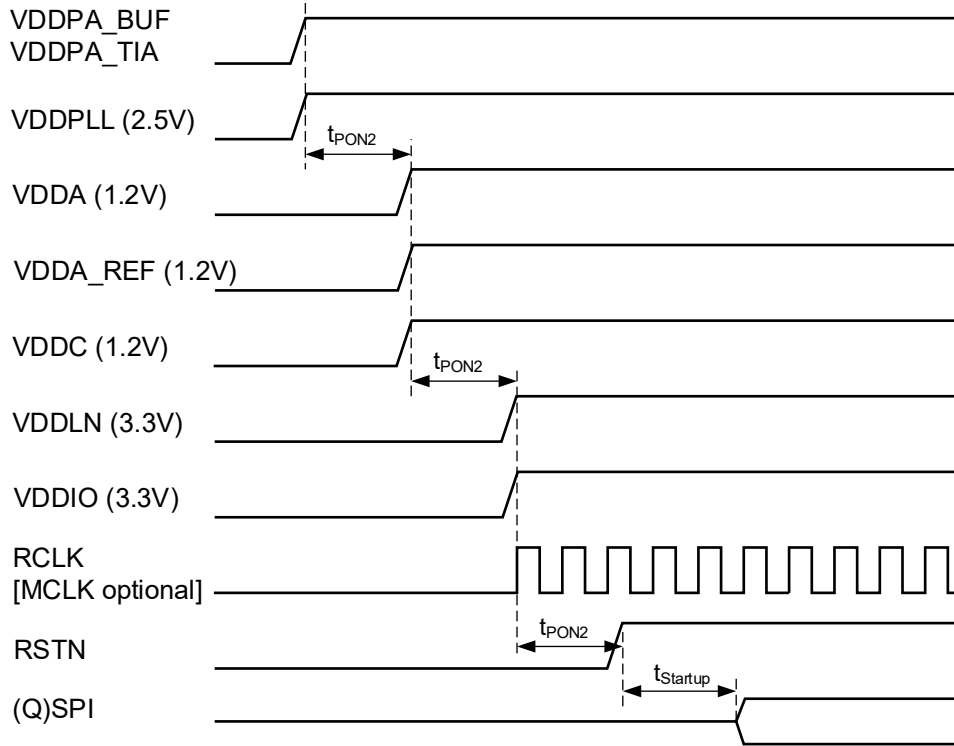 VDDPA_BUF
VDDPA_TIA
VDDPLL (2.5V)
tPON2
VDDA (1.2V)
VDDA_REF (1.2V)
VDDC (1.2V)
tPON2
VDDLN (3.3V)
VDDIO (3.3V)
RCLK
[MCLK optional]
tPON2
RSTN
tStartup
(Q)SPI